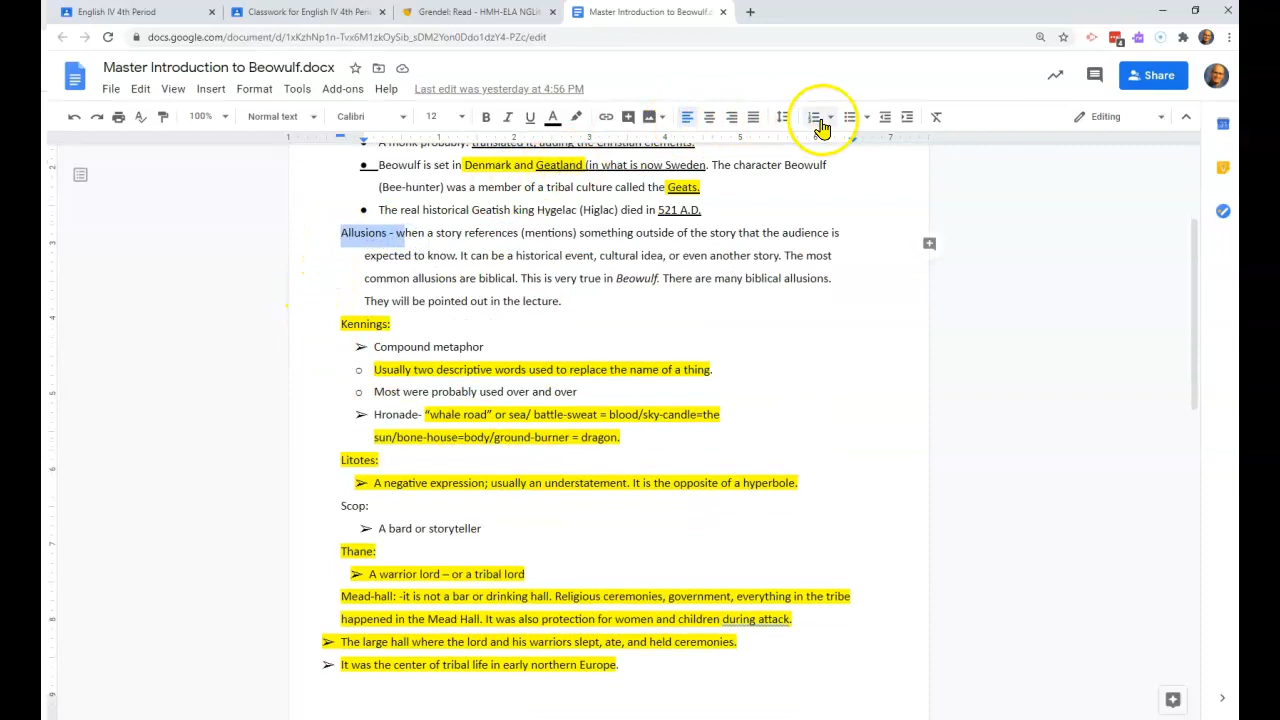 English IV 4th Period
Classwork for English IV 4th Peri
Grendel: Read - HMH-ELA NGLit
Master Introduction to Beowulf.d
docs.google.com/document/d/1xKzhNp1n-Tvx6M1zkOySib_sDM2Yon0Ddo1dzY4-PZc/edit
Master Introduction to Beowulf.docx
File Edit View Insert Format Tools Add-ons Help Last edit was yesterday at 4:56 PM
Share
100% Normal text Calibri 12 B I U A Editing
1 1 2 3 4 5 6 7
A monk probably. translated it, adding the Christian elements.
● Beowulf is set in Denmark and Geatland (in what is now Sweden. The character Beowulf
(Bee-hunter) was a member of a tribal culture called the Geats.
● The real historical Geatish king Hygelac (Higlac) died in 521 A.D.
Allusions - when a story references (mentions) something outside of the story that the audience is
expected to know. It can be a historical event, cultural idea, or even another story. The most
common allusions are biblical. This is very true in Beowulf. There are many biblical allusions.
They will be pointed out in the lecture.
Kennings:
➢ Compound metaphor
o Usually two descriptive words used to replace the name of a thing.
o Most were probably used over and over
➢ Hronade- “whale road” or sea/ battle-sweat = blood/sky-candle=the
sun/bone-house=body/ground-burner = dragon.
Litotes:
➢ A negative expression; usually an understatement. It is the opposite of a hyperbole.
Scop:
➢ A bard or storyteller
Thane:
➢ A warrior lord – or a tribal lord
Mead-hall: -it is not a bar or drinking hall. Religious ceremonies, government, everything in the tribe
happened in the Mead Hall. It was also protection for women and children during attack.
➢ The large hall where the lord and his warriors slept, ate, and held ceremonies.
➢ It was the center of tribal life in early northern Europe.